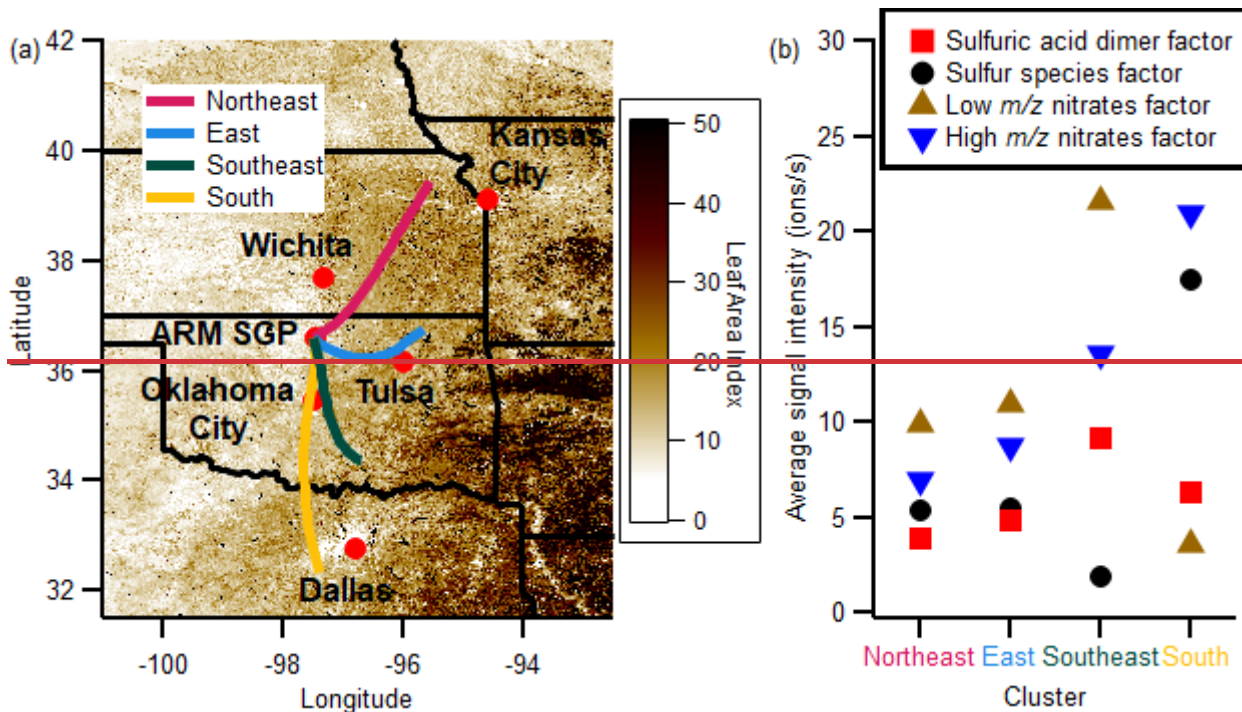 (a)
42
40
38
36
34
32
Latitude
-100
-98
-96
-94
Longitude
Northeast
East
Southeast
South
Kansas
City
Wichita
ARM SGP
Oklahoma
City
Tulsa
Dallas
50
40
30
20
10
0
Leaf Area Index
(b)
30
25
20
15
10
5
0
Average signal intensity (ions/s)
Sulfuric acid dimer factor
Sulfur species factor
Low m/z nitrates factor
High m/z nitrates factor
Northeast East Southeast South
Cluster